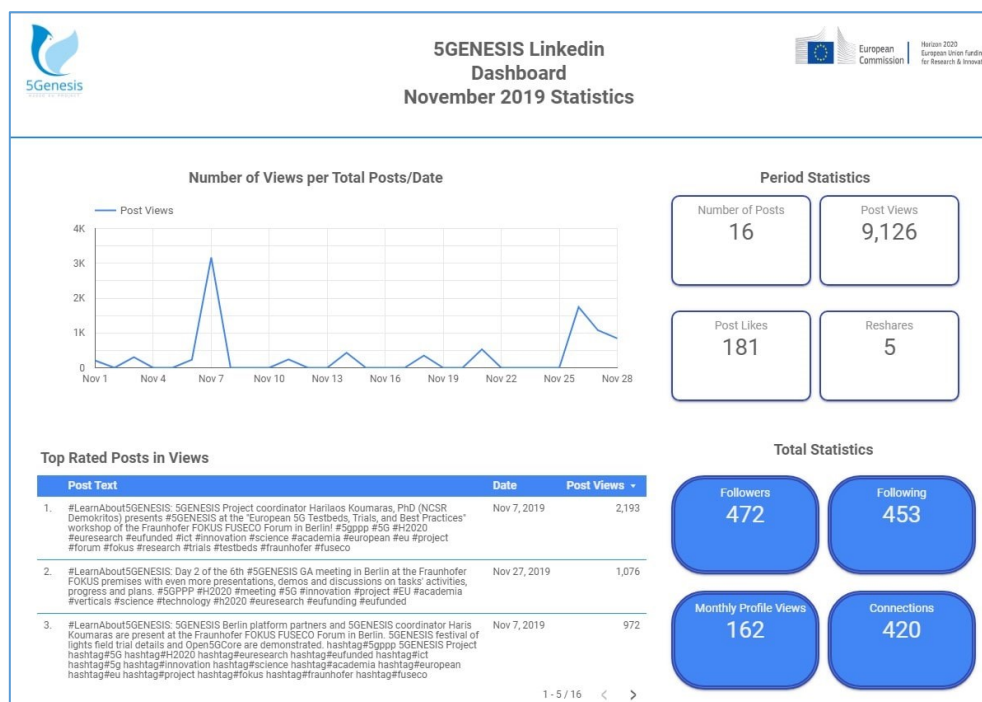 5GENESIS Linkedin
Dashboard
November 2019 Statistics
5Genesis
European
Commission
Horizon 2020
European Union fundin
for Research & Innovat
Number of Views per Total Posts/Date
Post Views
4K
3K
2K
1K
0
Nov 1 Nov 4 Nov 7 Nov 10 Nov 13 Nov 16 Nov 19 Nov 22 Nov 25 Nov 28
Period Statistics
Number of Posts
16
Post Views
9,126
Post Likes
181
Reshares
5
Top Rated Posts in Views
Post Text Date Post Views
1. #LearnAbout5GENESIS: 5GENESIS Project coordinator Harilaos Koumaras, PhD (NCSR Nov 7, 2019 2,193
Demokritos) presents #5GENESIS at the "European 5G Testbeds, Trials, and Best Practices"
workshop of the Fraunhofer FOKUS FUSECO Forum in Berlin! #5gpp #5G #H2020
#euresearch #eufunded #ict #innovation #science #academia #european #eu #project
#forum #fokus #research #trials #testbeds #fraunhofer #fuseco
2. #LearnAbout5GENESIS: Day 2 of the 6th #5GENESIS GA meeting in Berlin at the Fraunhofer Nov 27, 2019 1,076
FOKUS premises with even more presentations, demos and discussions on tasks' activities,
progress and plans. #5GPPP #H2020 #meeting #5G #innovation #project #EU #academia
#verticals #science #technology #h2020 #euresearch #eufunding #eufunded
3. #LearnAbout5GENESIS: 5GENESIS Berlin platform partners and 5GENESIS coordinator Haris Nov 7, 2019 972
Koumaras are present at the Fraunhofer FOKUS FUSECO Forum in Berlin. 5GENESIS festival of
lights field trial details and Open5GCore are demonstrated. hashtag#5gppp 5GENESIS Project
hashtag#5G hashtag#H2020 hashtag#euresearch hashtag#eufunded hashtag#ict
hashtag#5g hashtag#innovation hashtag#science hashtag#academia hashtag#european
hashtag#eu hashtag#project hashtag#fokus hashtag#fraunhofer hashtag#fuseco
1 - 5 / 16
Total Statistics
Followers
472
Following
453
Monthly Profile Views
162
Connections
420